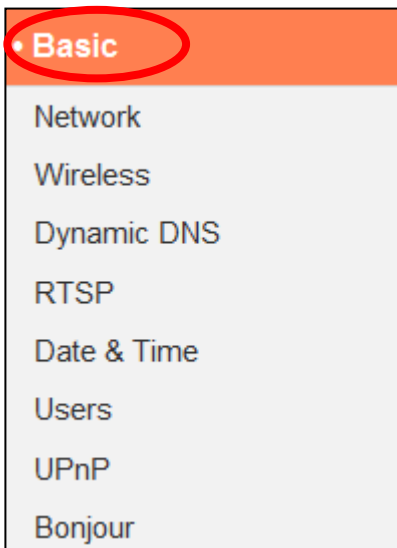 • Basic
Network
Wireless
Dynamic DNS
RTSP
Date & Time
Users
UPnP
Bonjour